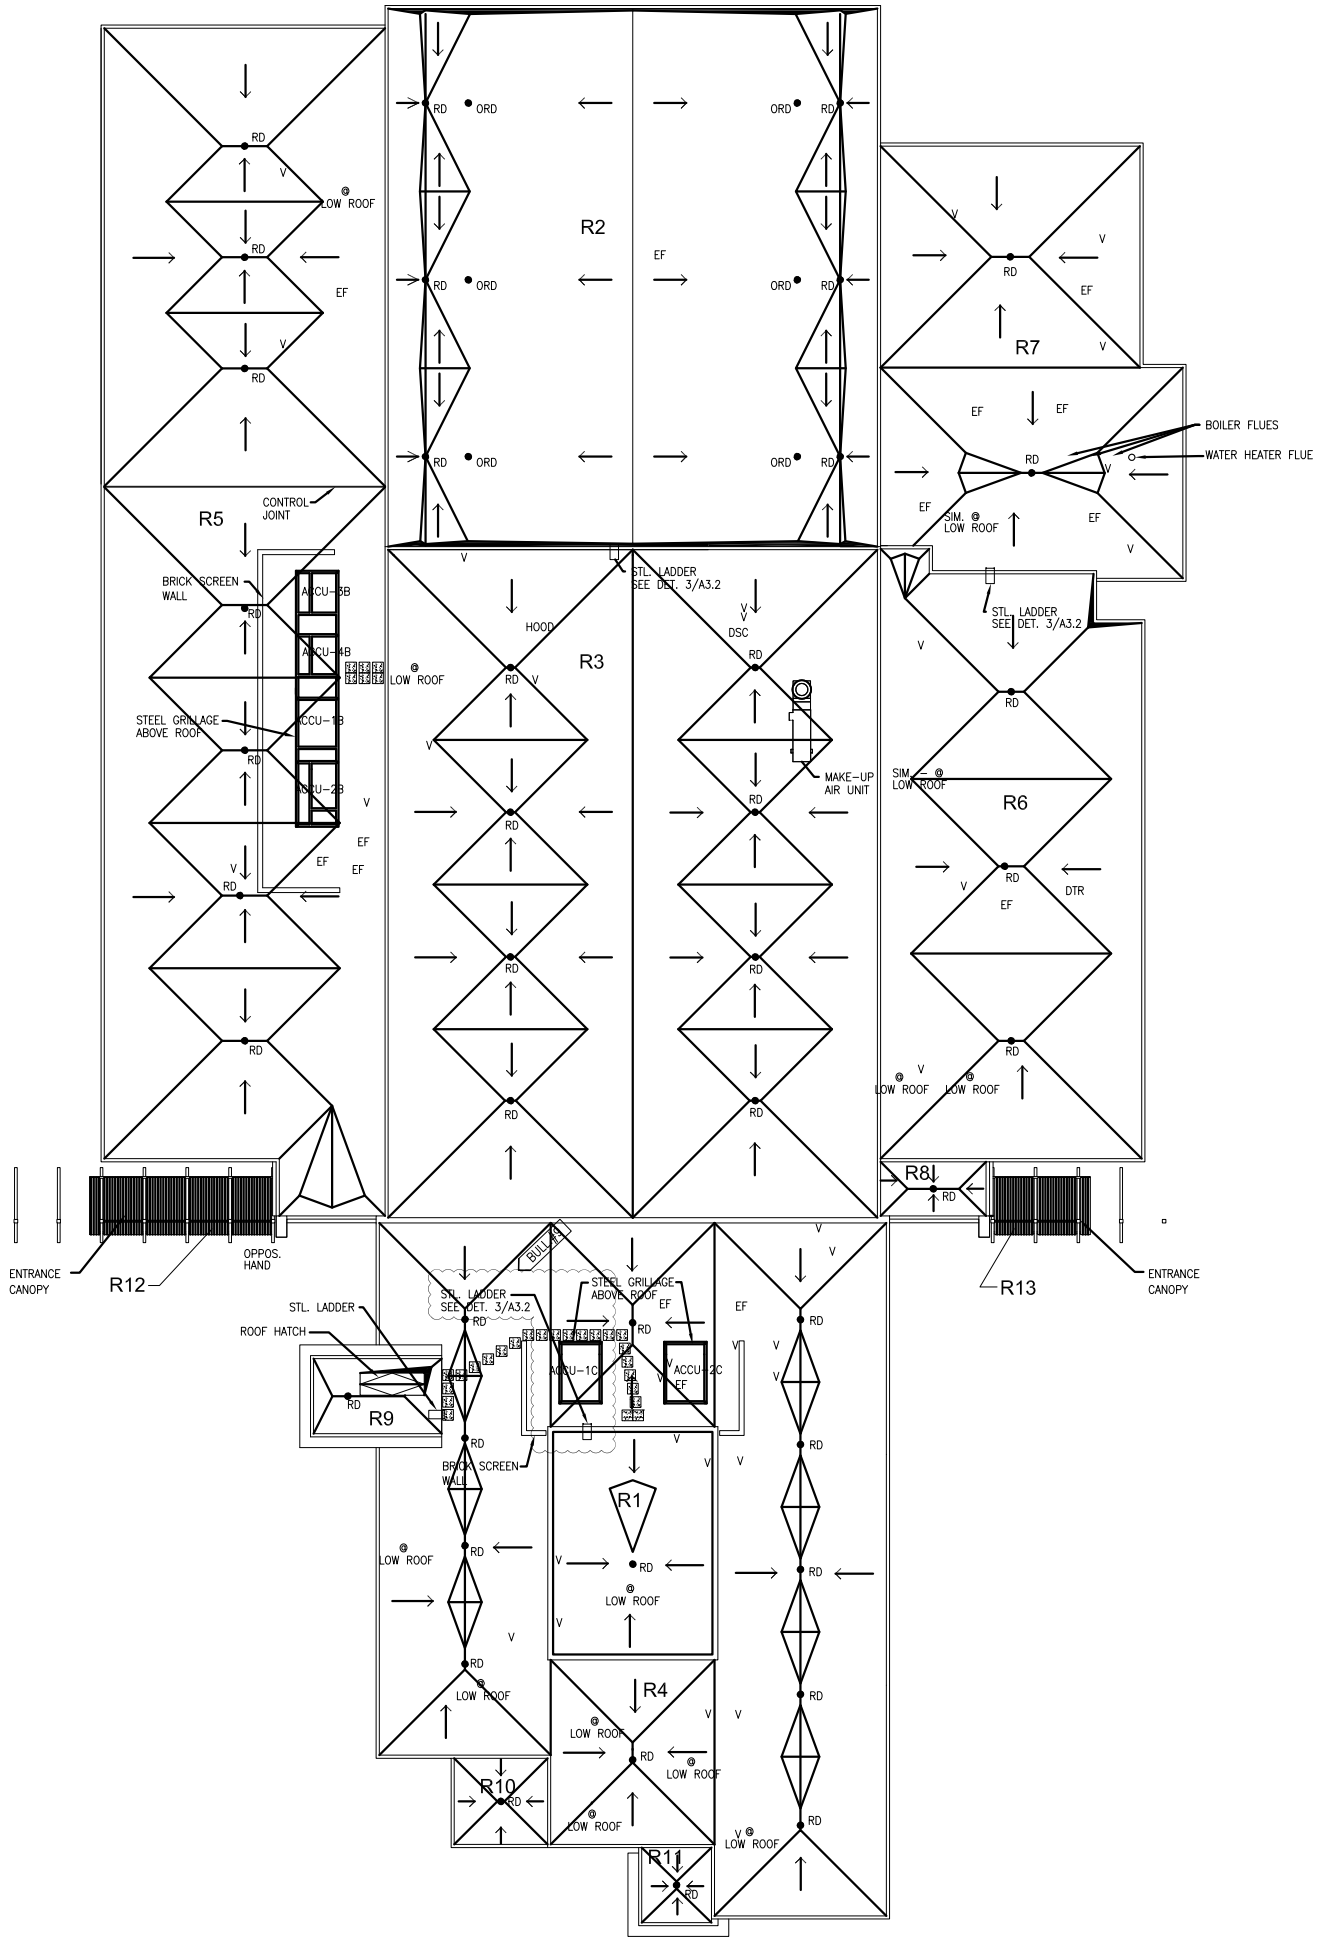 RD
ORD
ORD
RD
RD
V
@
LOW ROOF
V
R2
EF
V
RD
RD
EF
RD
ORD
ORD
RD
EF
V
RD
R7
V
EF
EF
BOILER FLUES
RD
ORD
ORD
RD
RD
V
WATER HEATER FLUE
CONTROL
JOINT
R5
EF
SIM. @
LOW ROOF
EF
V
V
BRICK SCREEN
WALL
ACCU-3B
STL. LADDER
SEE DET. 3/A3.2
RD
HOOD
V
V
DSC
STL. LADDER
SEE DET. 3/A3.2
V
ACCU-4B
@
LOW ROOF
RD
V
R3
RD
RD
STEEL GRILLAGE
ABOVE ROOF
ACCU-1B
V
RD
ACCU-2B
MAKE-UP
AIR UNIT
SIM. - @
LOW ROOF
V
RD
RD
R6
EF
EF
EF
V
RD
RD
V
DTR
EF
RD
RD
RD
RD
V
@
LOW ROOF
@
LOW ROOF
RD
RD
R8
RD
OPPOS.
HAND
ENTRANCE
CANOPY
R12
BULL #9
V
V
R13
ENTRANCE
CANOPY
STL. LADDER
SEE DET. 3/A3.2
STEEL GRILLAGE
ABOVE ROOF
EF
EF
STL. LADDER
ROOF HATCH
RD
RD
RD
V
V
ACCU-1C
V
ACCU-2C
V
EF
V
RD
R9
RD
V
RD
BRICK SCREEN
WALL
V
V
R1
@
LOW ROOF
RD
V
RD
RD
@
LOW ROOF
V
V
RD
@
LOW ROOF
R4
RD
@
LOW ROOF
V
V
RD
@
LOW ROOF
R10
RD
@
LOW ROOF
V
@
LOW ROOF
RD
R11
RD